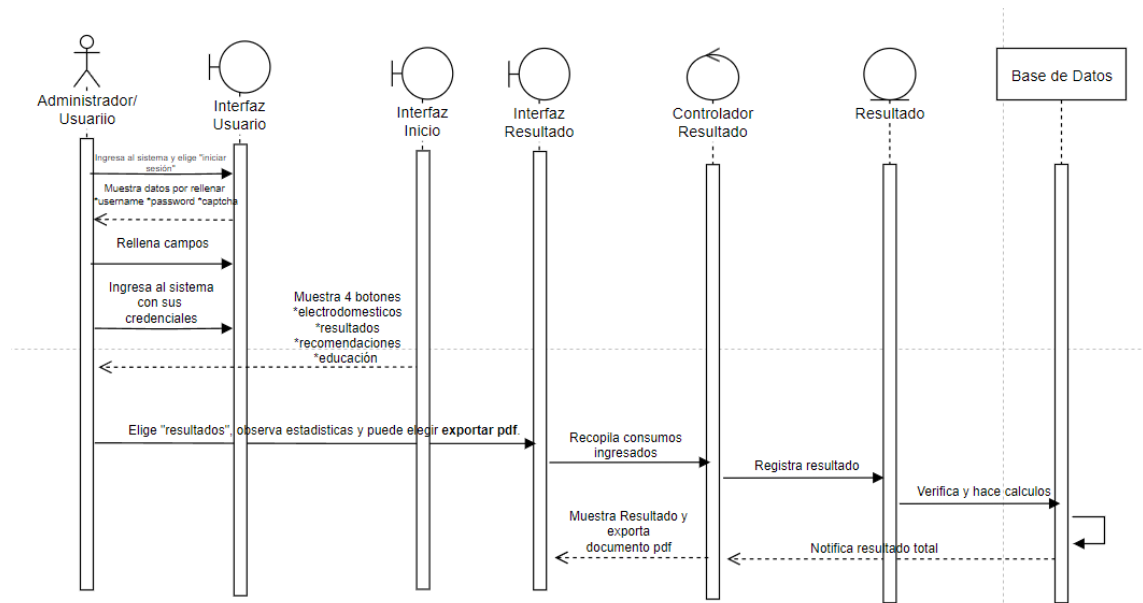 Administrador/
Usuariio
Interfaz
Usuario
Interfaz
Inicio
Interfaz
Resultado
Controlador
Resultado
Resultado
Base de Datos
Ingresa al sistema y elige "iniciar
sesión"
Muestra datos por rellenar
*username *password *captcha
Rellena campos
Ingresa al sistema
con sus
credenciales
Muestra 4 botones
*electrodomesticos
*resultados
*recomendaciones
*educación
Elige "resultados", observa estadisticas y puede elegir exportar pdf.
Recopila consumos
ingresados
Registra resultado
Verifica y hace calculos
Muestra Resultado y
exporta
documento pdf
Notifica resultado total